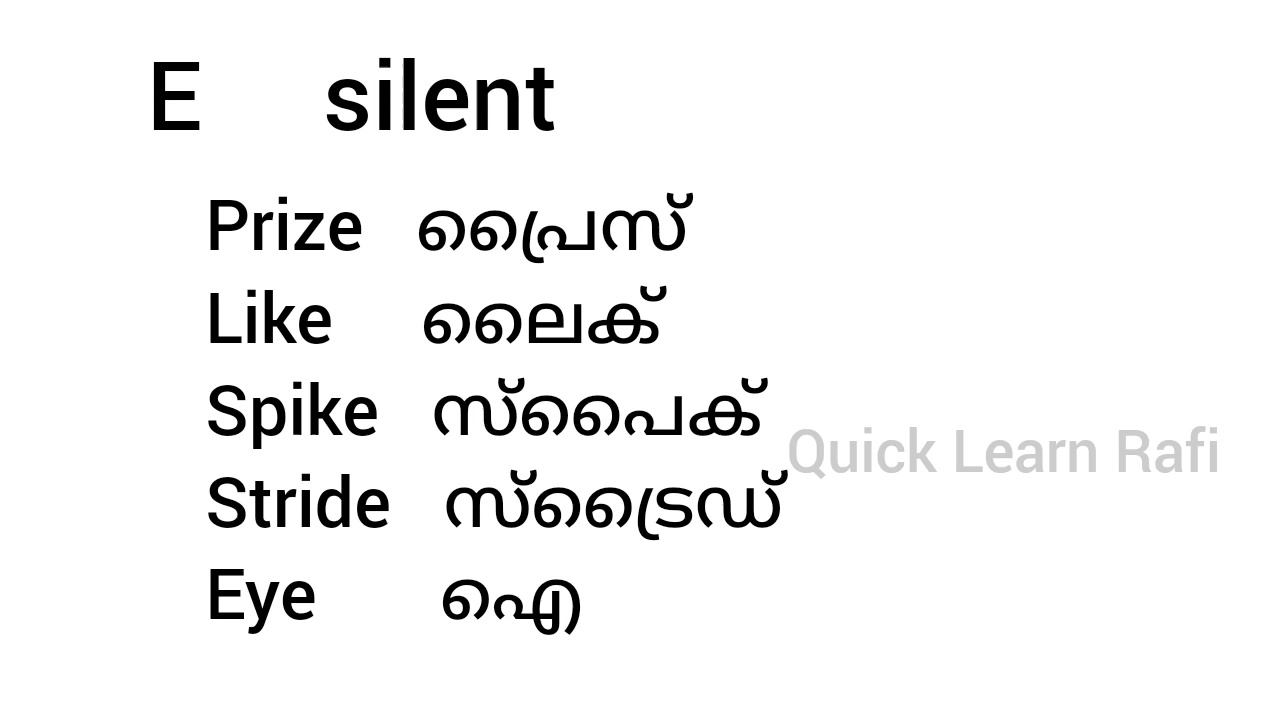 E silent
Prize പ്രൈസ്
Like ലൈക്
Spike സ്പൈക്
Quick Learn Rafi
Stride സ്ട്രൈഡ്
Eye ഐ